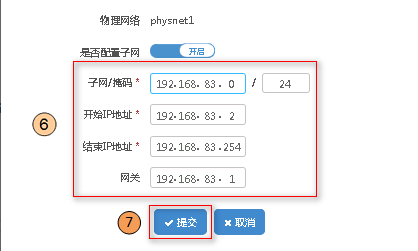 物理网络 physnet1
是否配置子网 开启
子网/掩码 * 192.168. 83. 0 / 24
开始IP地址 * 192.168. 83. 2
6
结束IP地址 * 192.168. 83.254
网关 192.168. 83. 1
7 提交 取消